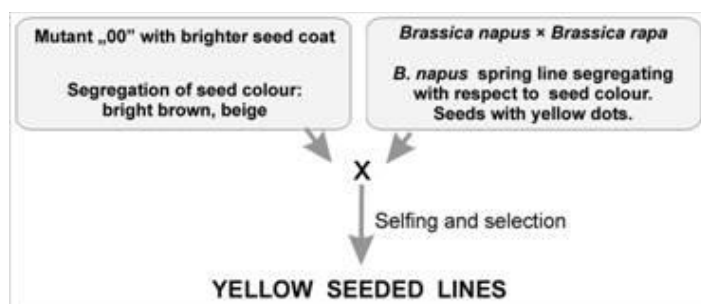 Mutant „00” with brighter seed coat
Segregation of seed colour:
bright brown, beige
Brassica napus × Brassica rapa
B. napus spring line segregating
with respect to seed colour.
Seeds with yellow dots.
X
Selfing and selection
YELLOW SEEDED LINES